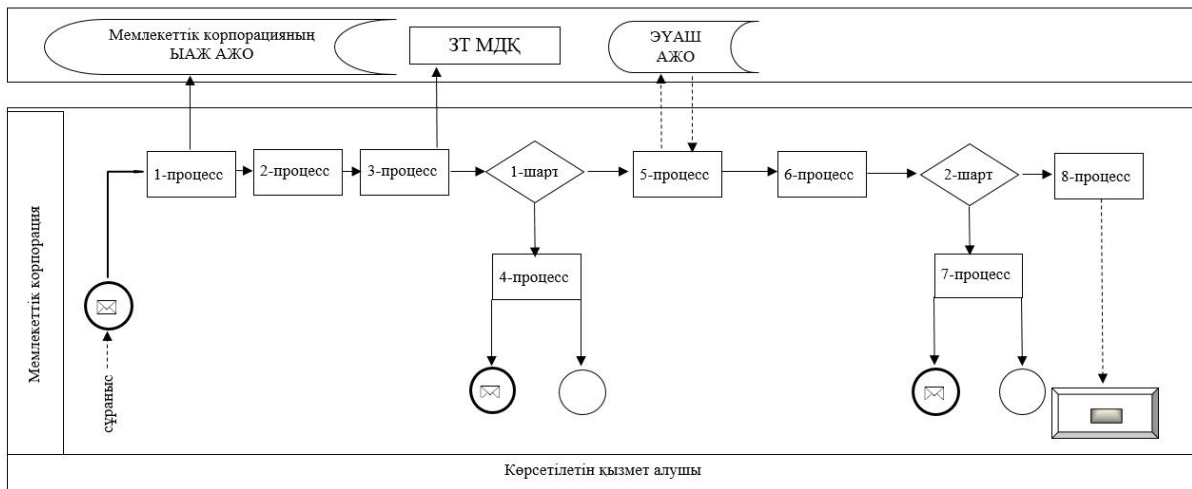 Мемлекеттік корпорацияның
ЫАЖ АЖО
ЗТ МДҚ
ЭҮАШ
АЖО
1-процесс
2-процесс
3-процесс
1-шарт
5-процесс
6-процесс
2-шарт
8-процесс
4-процесс
7-процесс
Мемлекеттік корпорация
сұраныс
Көрсетілетін қызмет алушы